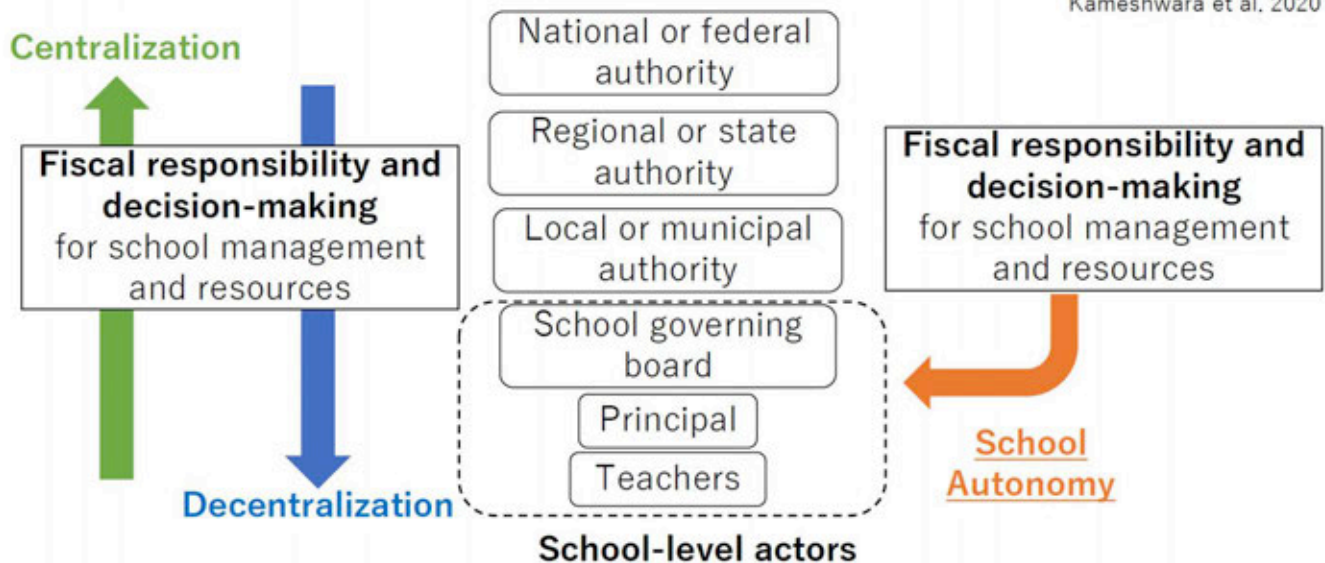 Kameshwara et al, 2020
Centralization
Fiscal responsibility and
decision-making
for school management
and resources
Decentralization
National or federal
authority
Regional or state
authority
Local or municipal
authority
School governing
board
Principal
Teachers
School-level actors
Fiscal responsibility and
decision-making
for school management
and resources
School
Autonomy